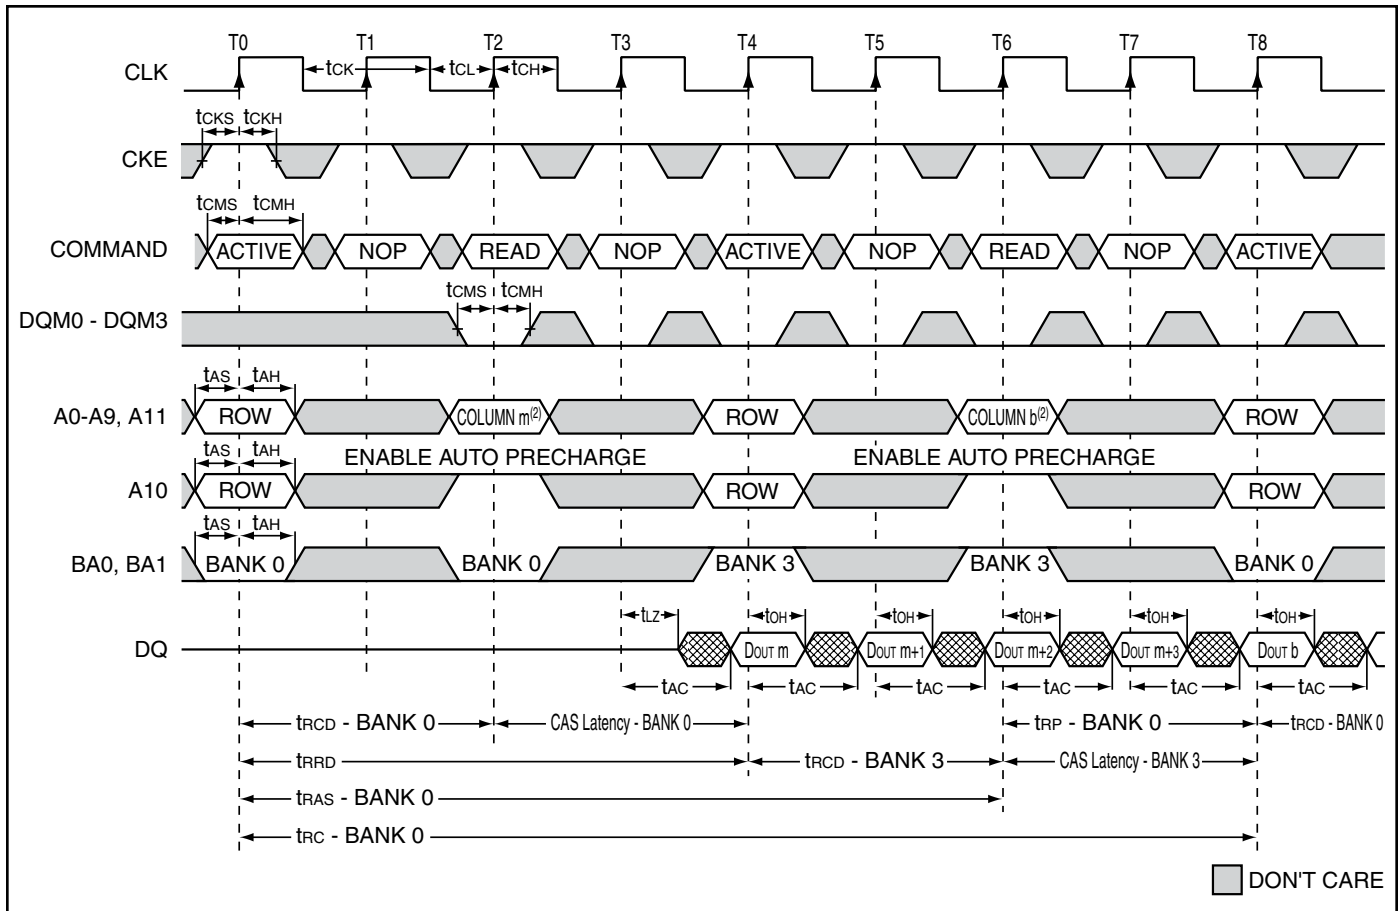 T0 T1 T2 T3 T4 T5 T6 T7 T8
CLK tCK tCL tCH
tCKS tCKH
CKE
tCMS tCMH
COMMAND ACTIVE NOP READ NOP ACTIVE NOP READ NOP ACTIVE
tCMS tCMH
DQM0 - DQM3
tAS tAH
A0-A9, A11 ROW COLUMN m(2) ROW COLUMN b(2) ROW
tAS tAH ENABLE AUTO PRECHARGE ENABLE AUTO PRECHARGE
A10 ROW ROW ROW
tAS tAH
BA0, BA1 BANK 0 BANK 0 BANK 3 BANK 3 BANK 0
tLZ tOH tOH tOH tOH tOH
DQ DOUT m DOUT m+1 DOUT m+2 DOUT m+3 DOUT b
tAC tAC tAC tAC tAC tAC
tRCD - BANK 0 CAS Latency - BANK 0 tRP - BANK 0 tRCD - BANK 0
tRRD tRCD - BANK 3 CAS Latency - BANK 3
tRAS - BANK 0
tRC - BANK 0
DON'T CARE